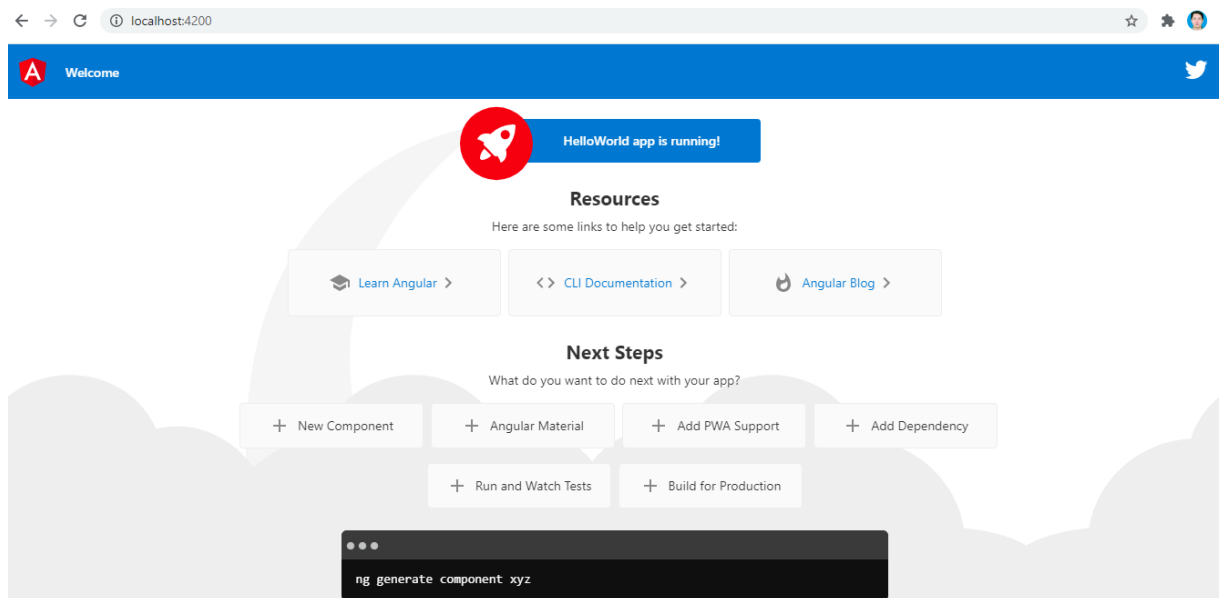 localhost:4200
Welcome
HelloWorld app is running!
Resources
Here are some links to help you get started:
Learn Angular
CLI Documentation
Angular Blog
Next Steps
What do you want to do next with your app?
New Component
Angular Material
Add PWA Support
Add Dependency
Run and Watch Tests
Build for Production
ng generate component xyz